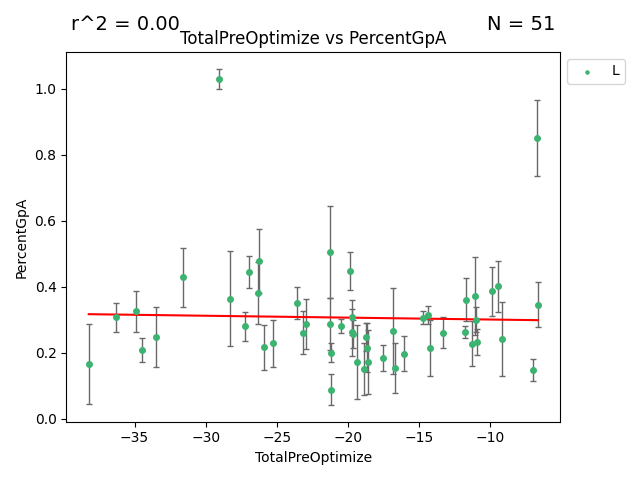 r^2 = 0.00
N = 51
TotalPreOptimize vs PercentGpA
L
1.0
0.8
0.6
0.4
0.2
0.0
PercentGpA
−35 −30 −25 −20 −15 −10
TotalPreOptimize